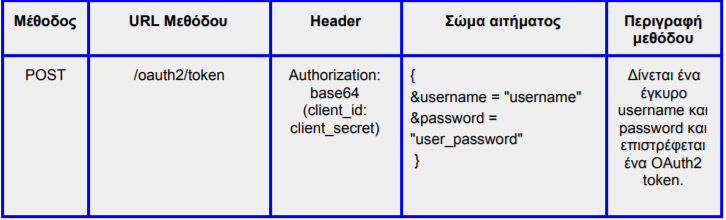 Μέθοδος
URL Μεθόδου
Header
Σώμα αιτήματος
Περιγραφή
μεθόδου
POST
/oauth2/token
Authorization:
base64
(client_id:
client_secret)
{
&username = "username"
&password =
"user_password"
}
Δίνεται ένα
έγκυρο
username και
password και
επιστρέφεται
ένα OAuth2
token.